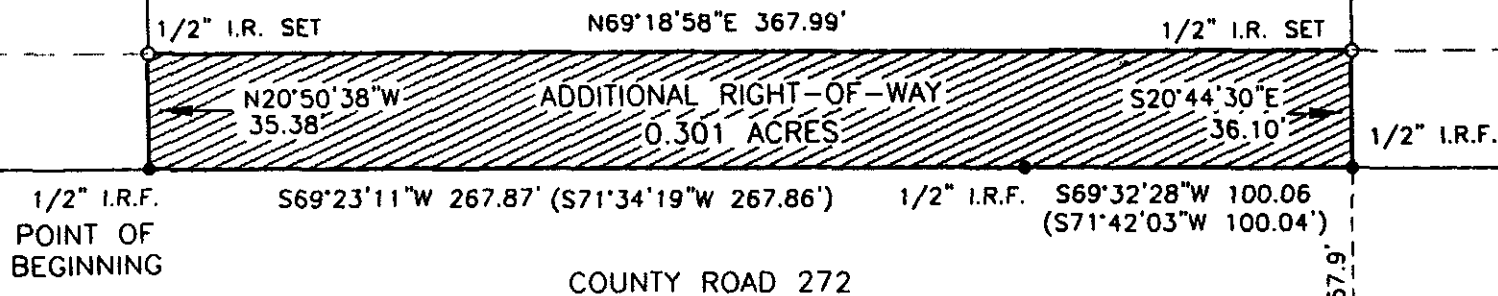 1/2" I.R. SET
N69°18'58"E 367.99'
1/2" I.R. SET
N20°50'38"W
35.38'
ADDITIONAL RIGHT-OF-WAY
0.301 ACRES
S20°44'30"E
36.10'
1/2" I.R.F.
1/2" I.R.F.
S69°23'11"W 267.87' (S71°34'19"W 267.86')
1/2" I.R.F.
S69°32'28"W 100.06
(S71°42'03"W 100.04')
POINT OF
BEGINNING
COUNTY ROAD 272